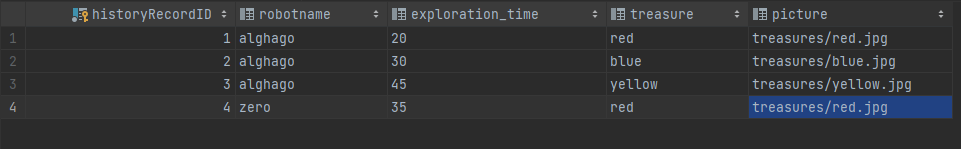 historyRecordID robotname exploration_time treasure picture
1 1 alghago 20 red treasures/red.jpg
2 2 alghago 30 blue treasures/blue.jpg
3 3 alghago 45 yellow treasures/yellow.jpg
4 4 zero 35 red treasures/red.jpg